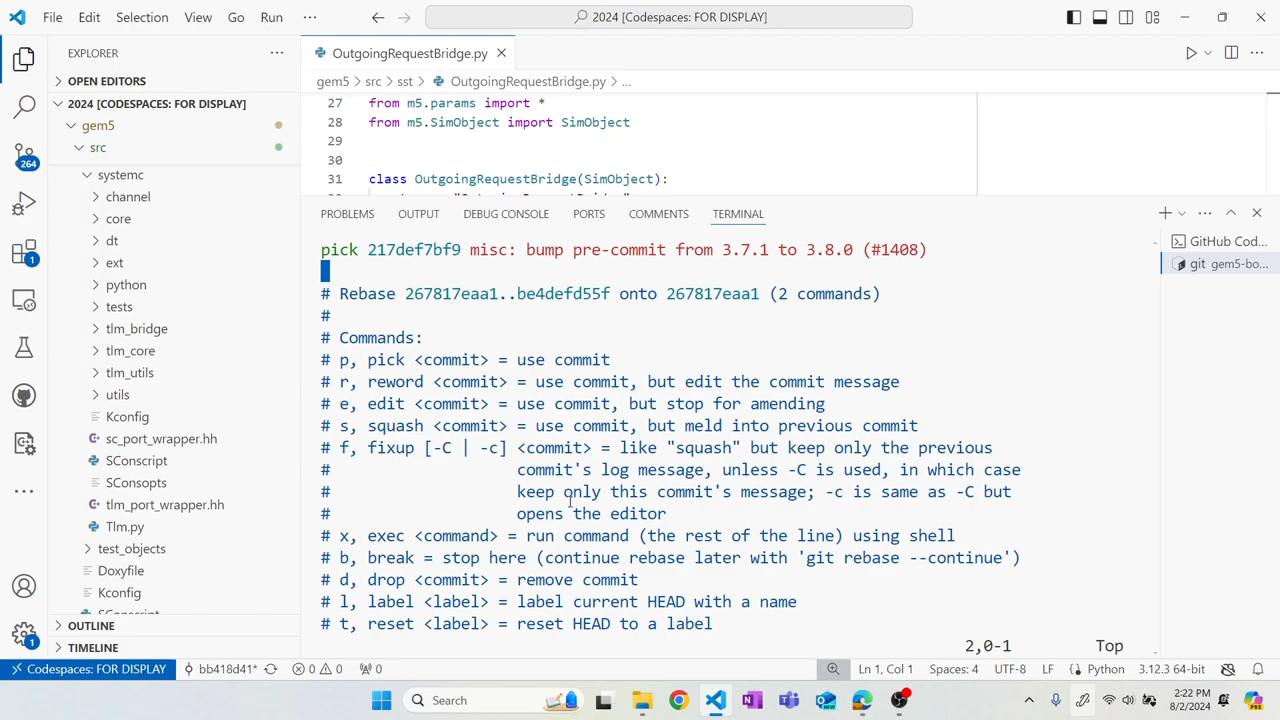 File Edit Selection View Go Run ··· 2024 [Codespaces: FOR DISPLAY]
EXPLORER ···
OPEN EDITORS
2024 [CODESPACES: FOR DISPLAY]
gem5
src
systemc
channel
core
dt
ext
python
tests
tlm_bridge
tlm_core
tlm_utils
utils
Kconfig
sc_port_wrapper.hh
SConscript
SConsopts
tlm_port_wrapper.hh
Tlm.py
test_objects
Doxyfile
Kconfig
SConscript
OUTLINE
TIMELINE
264
1
1
OutgoingRequestBridge.py
gem5 > src > sst > OutgoingRequestBridge.py > ...
27 from m5.params import *
28 from m5.SimObject import SimObject
29
30
31 class OutgoingRequestBridge(SimObject):
PROBLEMS OUTPUT DEBUG CONSOLE PORTS COMMENTS TERMINAL
GitHub Cod...
git gem5-bo...
pick 217def7bf9 misc: bump pre-commit from 3.7.1 to 3.8.0 (#1408)
# Rebase 267817eaa1..be4defd55f onto 267817eaa1 (2 commands)
#
# Commands:
# p, pick <commit> = use commit
# r, reword <commit> = use commit, but edit the commit message
# e, edit <commit> = use commit, but stop for amending
# s, squash <commit> = use commit, but meld into previous commit
# f, fixup [-C | -c] <commit> = like "squash" but keep only the previous
# commit's log message, unless -C is used, in which case
# keep only this commit's message; -c is same as -C but
# opens the editor
# x, exec <command> = run command (the rest of the line) using shell
# b, break = stop here (continue rebase later with 'git rebase --continue')
# d, drop <commit> = remove commit
# l, label <label> = label current HEAD with a name
# t, reset <label> = reset HEAD to a label
2,0-1 Top
Codespaces: FOR DISPLAY bb418d41* 0 0 0 Ln 1, Col 1 Spaces: 4 UTF-8 LF Python 3.12.3 64-bit
Search
2:22 PM
8/2/2024